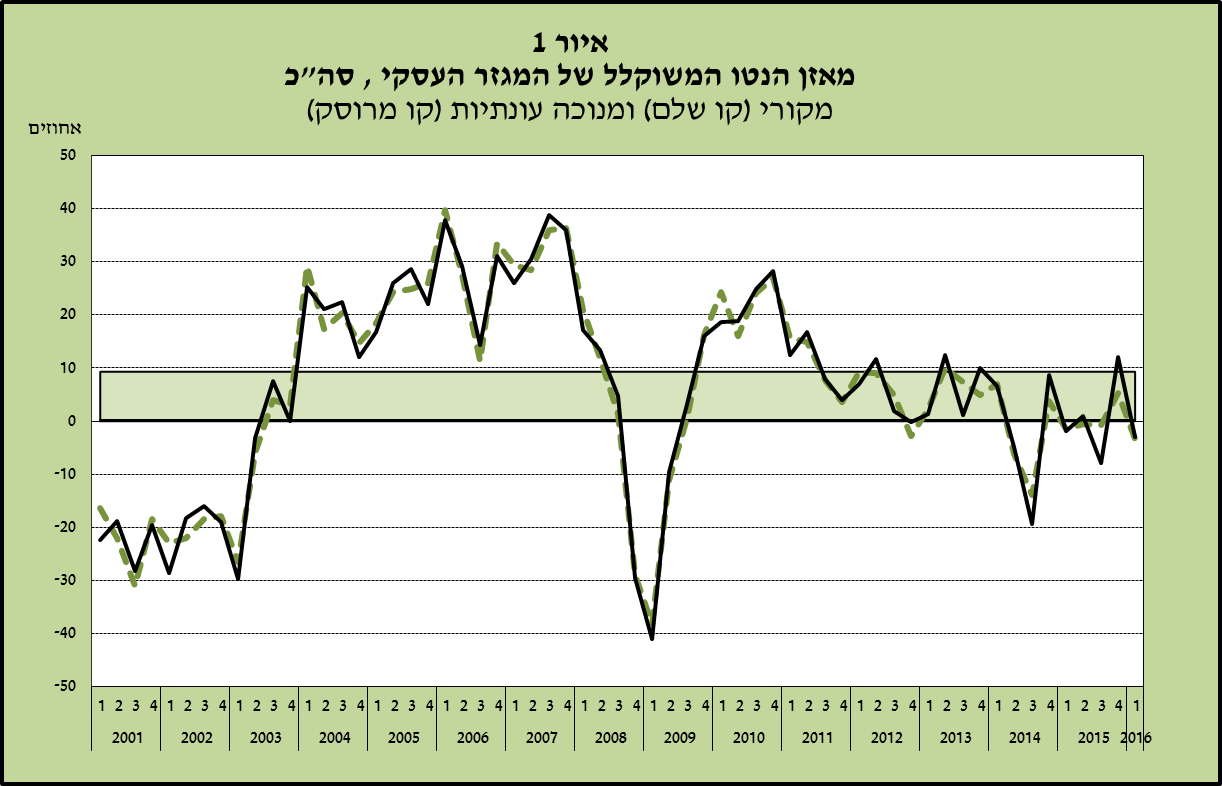 איור 1
מאזן הנטו המשוקלל של המגזר העסקי , סה"כ
מקורי (קו שלם) ומנוכה עונתיות (קו מרוסק)
אחוזים
50
40
30
20
10
0
-10
-20
-30
-40
-50
1 2 3 4 1 2 3 4 1 2 3 4 1 2 3 4 1 2 3 4 1 2 3 4 1 2 3 4 1 2 3 4 1 2 3 4 1 2 3 4 1 2 3 4 1 2 3 4 1 2 3 4 1 2 3 4 1 2 3 4 1
2001 2002 2003 2004 2005 2006 2007 2008 2009 2010 2011 2012 2013 2014 2015 2016